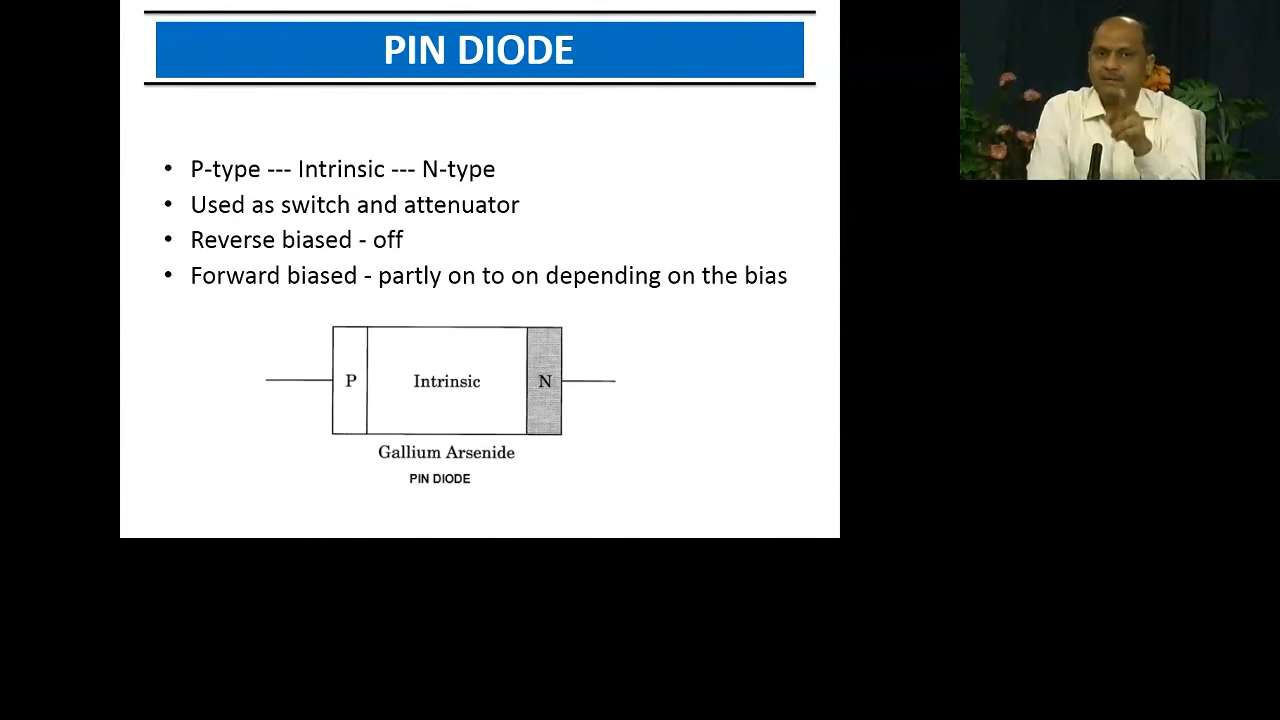 PIN DIODE
• P-type --- Intrinsic --- N-type
• Used as switch and attenuator
• Reverse biased - off
• Forward biased - partly on to on depending on the bias
P Intrinsic N
Gallium Arsenide
PIN DIODE